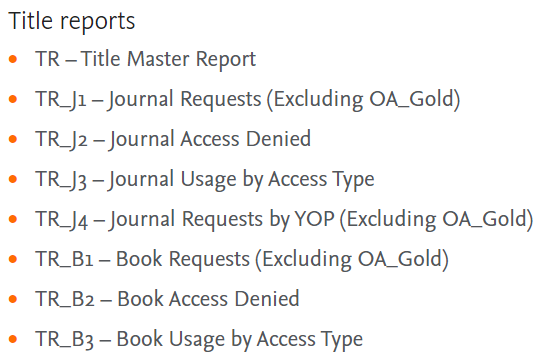 Title reports
• TR – Title Master Report
• TR_J1 – Journal Requests (Excluding OA_Gold)
• TR_J2 – Journal Access Denied
• TR_J3 – Journal Usage by Access Type
• TR_J4 – Journal Requests by YOP (Excluding OA_Gold)
• TR_B1 – Book Requests (Excluding OA_Gold)
• TR_B2 – Book Access Denied
• TR_B3 – Book Usage by Access Type